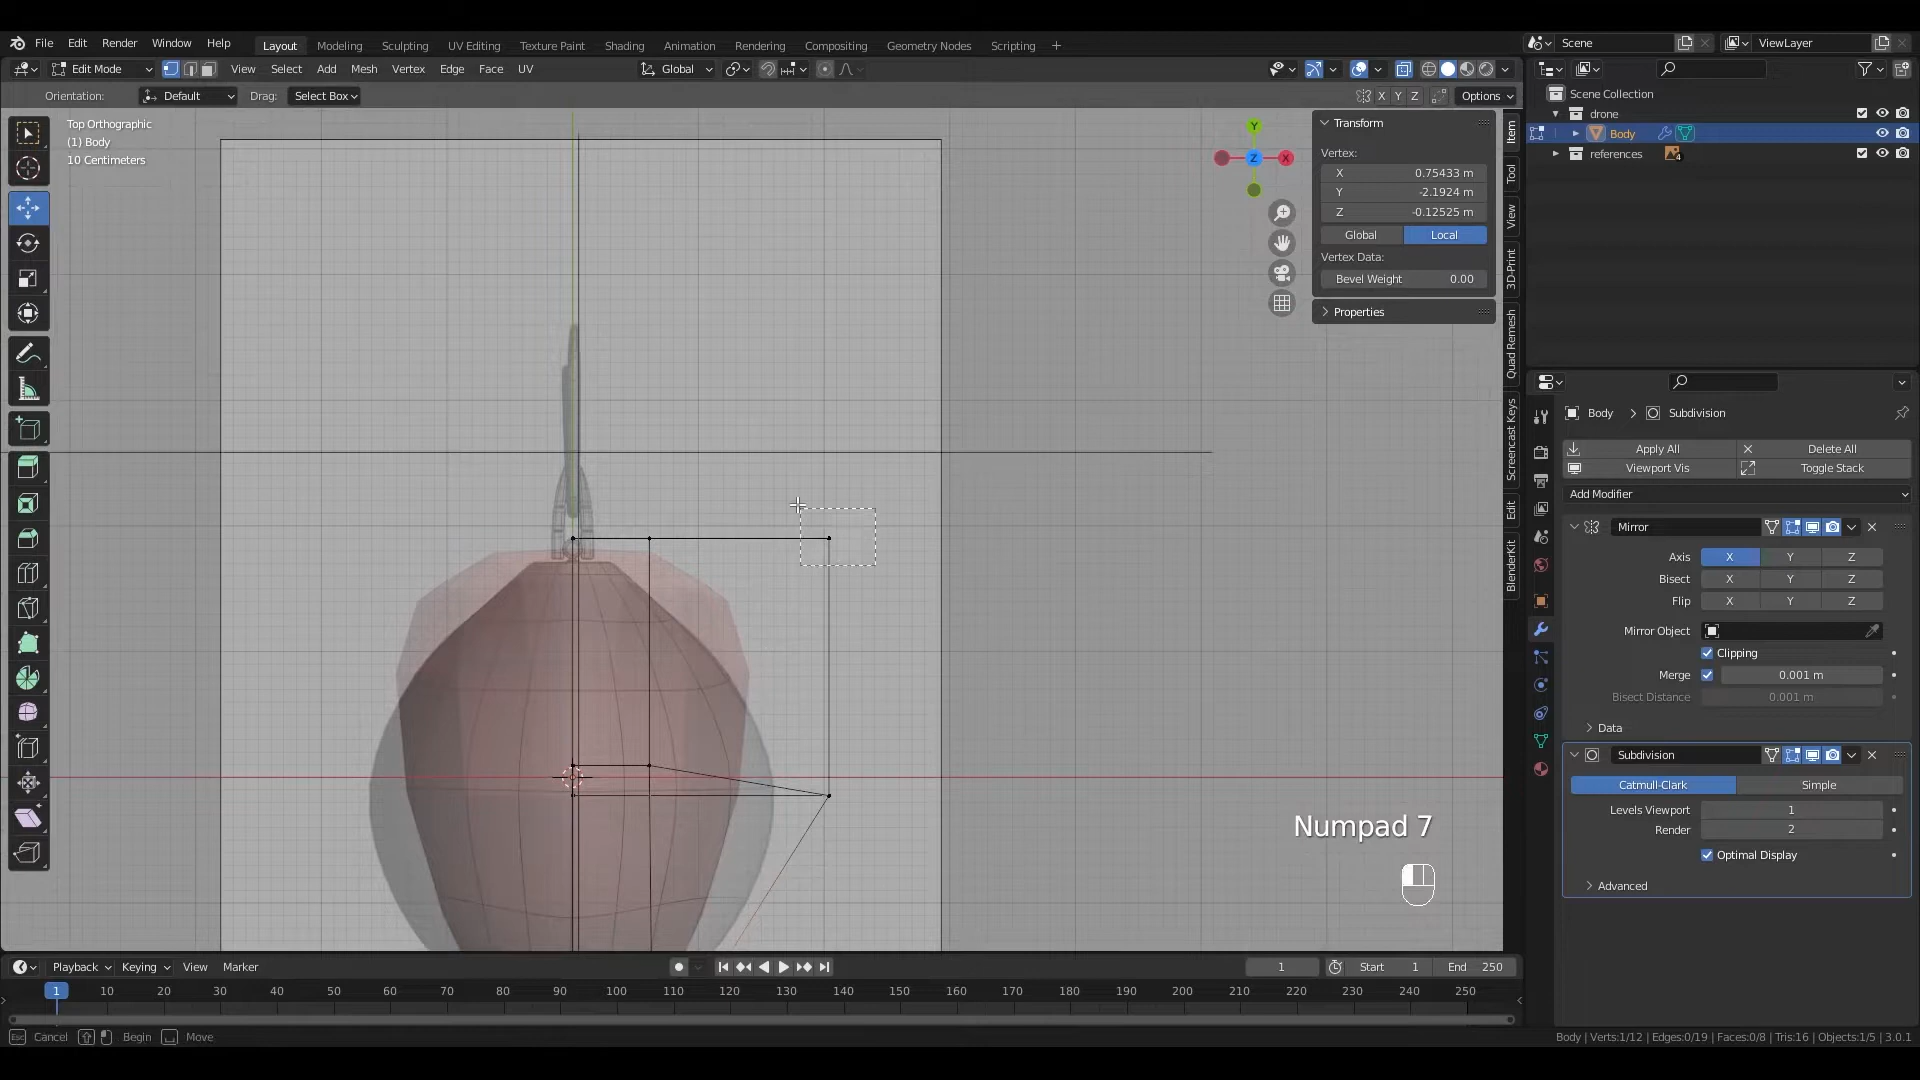 File Edit Render Window Help Layout Modeling Sculpting UV Editing Texture Paint Shading Animation Rendering Compositing Geometry Nodes Scripting + Scene ViewLayer
Edit Mode View Select Add Mesh Vertex Edge Face UV Global
Orientation: Default Drag: Select Box X Y Z Options
Top Orthographic
(1) Body
10 Centimeters
Y
Z
X
Transform
Vertex:
X 0.75433 m
Y -2.1924 m
Z -0.12525 m
Global Local
Vertex Data:
Bevel Weight 0.00
Properties
Item
Tool
View
3D-Print
Quad Remesh
Screencast Keys
Edit
BlenderKit
Scene Collection
drone
Body
references
4
Body > Subdivision
Apply All Delete All
Viewport Vis Toggle Stack
Add Modifier
Mirror
Axis X Y Z
Bisect X Y Z
Flip X Y Z
Mirror Object
Clipping
Merge 0.001 m
Bisect Distance 0.001 m
Data
Subdivision
Catmull-Clark Simple
Levels Viewport 1
Render 2
Optimal Display
Advanced
Numpad 7
Playback Keying View Marker 1 Start 1 End 250
1 10 20 30 40 50 60 70 80 90 100 110 120 130 140 150 160 170 180 190 200 210 220 230 240 250
Esc Cancel Begin Move Body | Verts:1/12 | Edges:0/19 | Faces:0/8 | Tris:16 | Objects:1/5 | 3.0.1